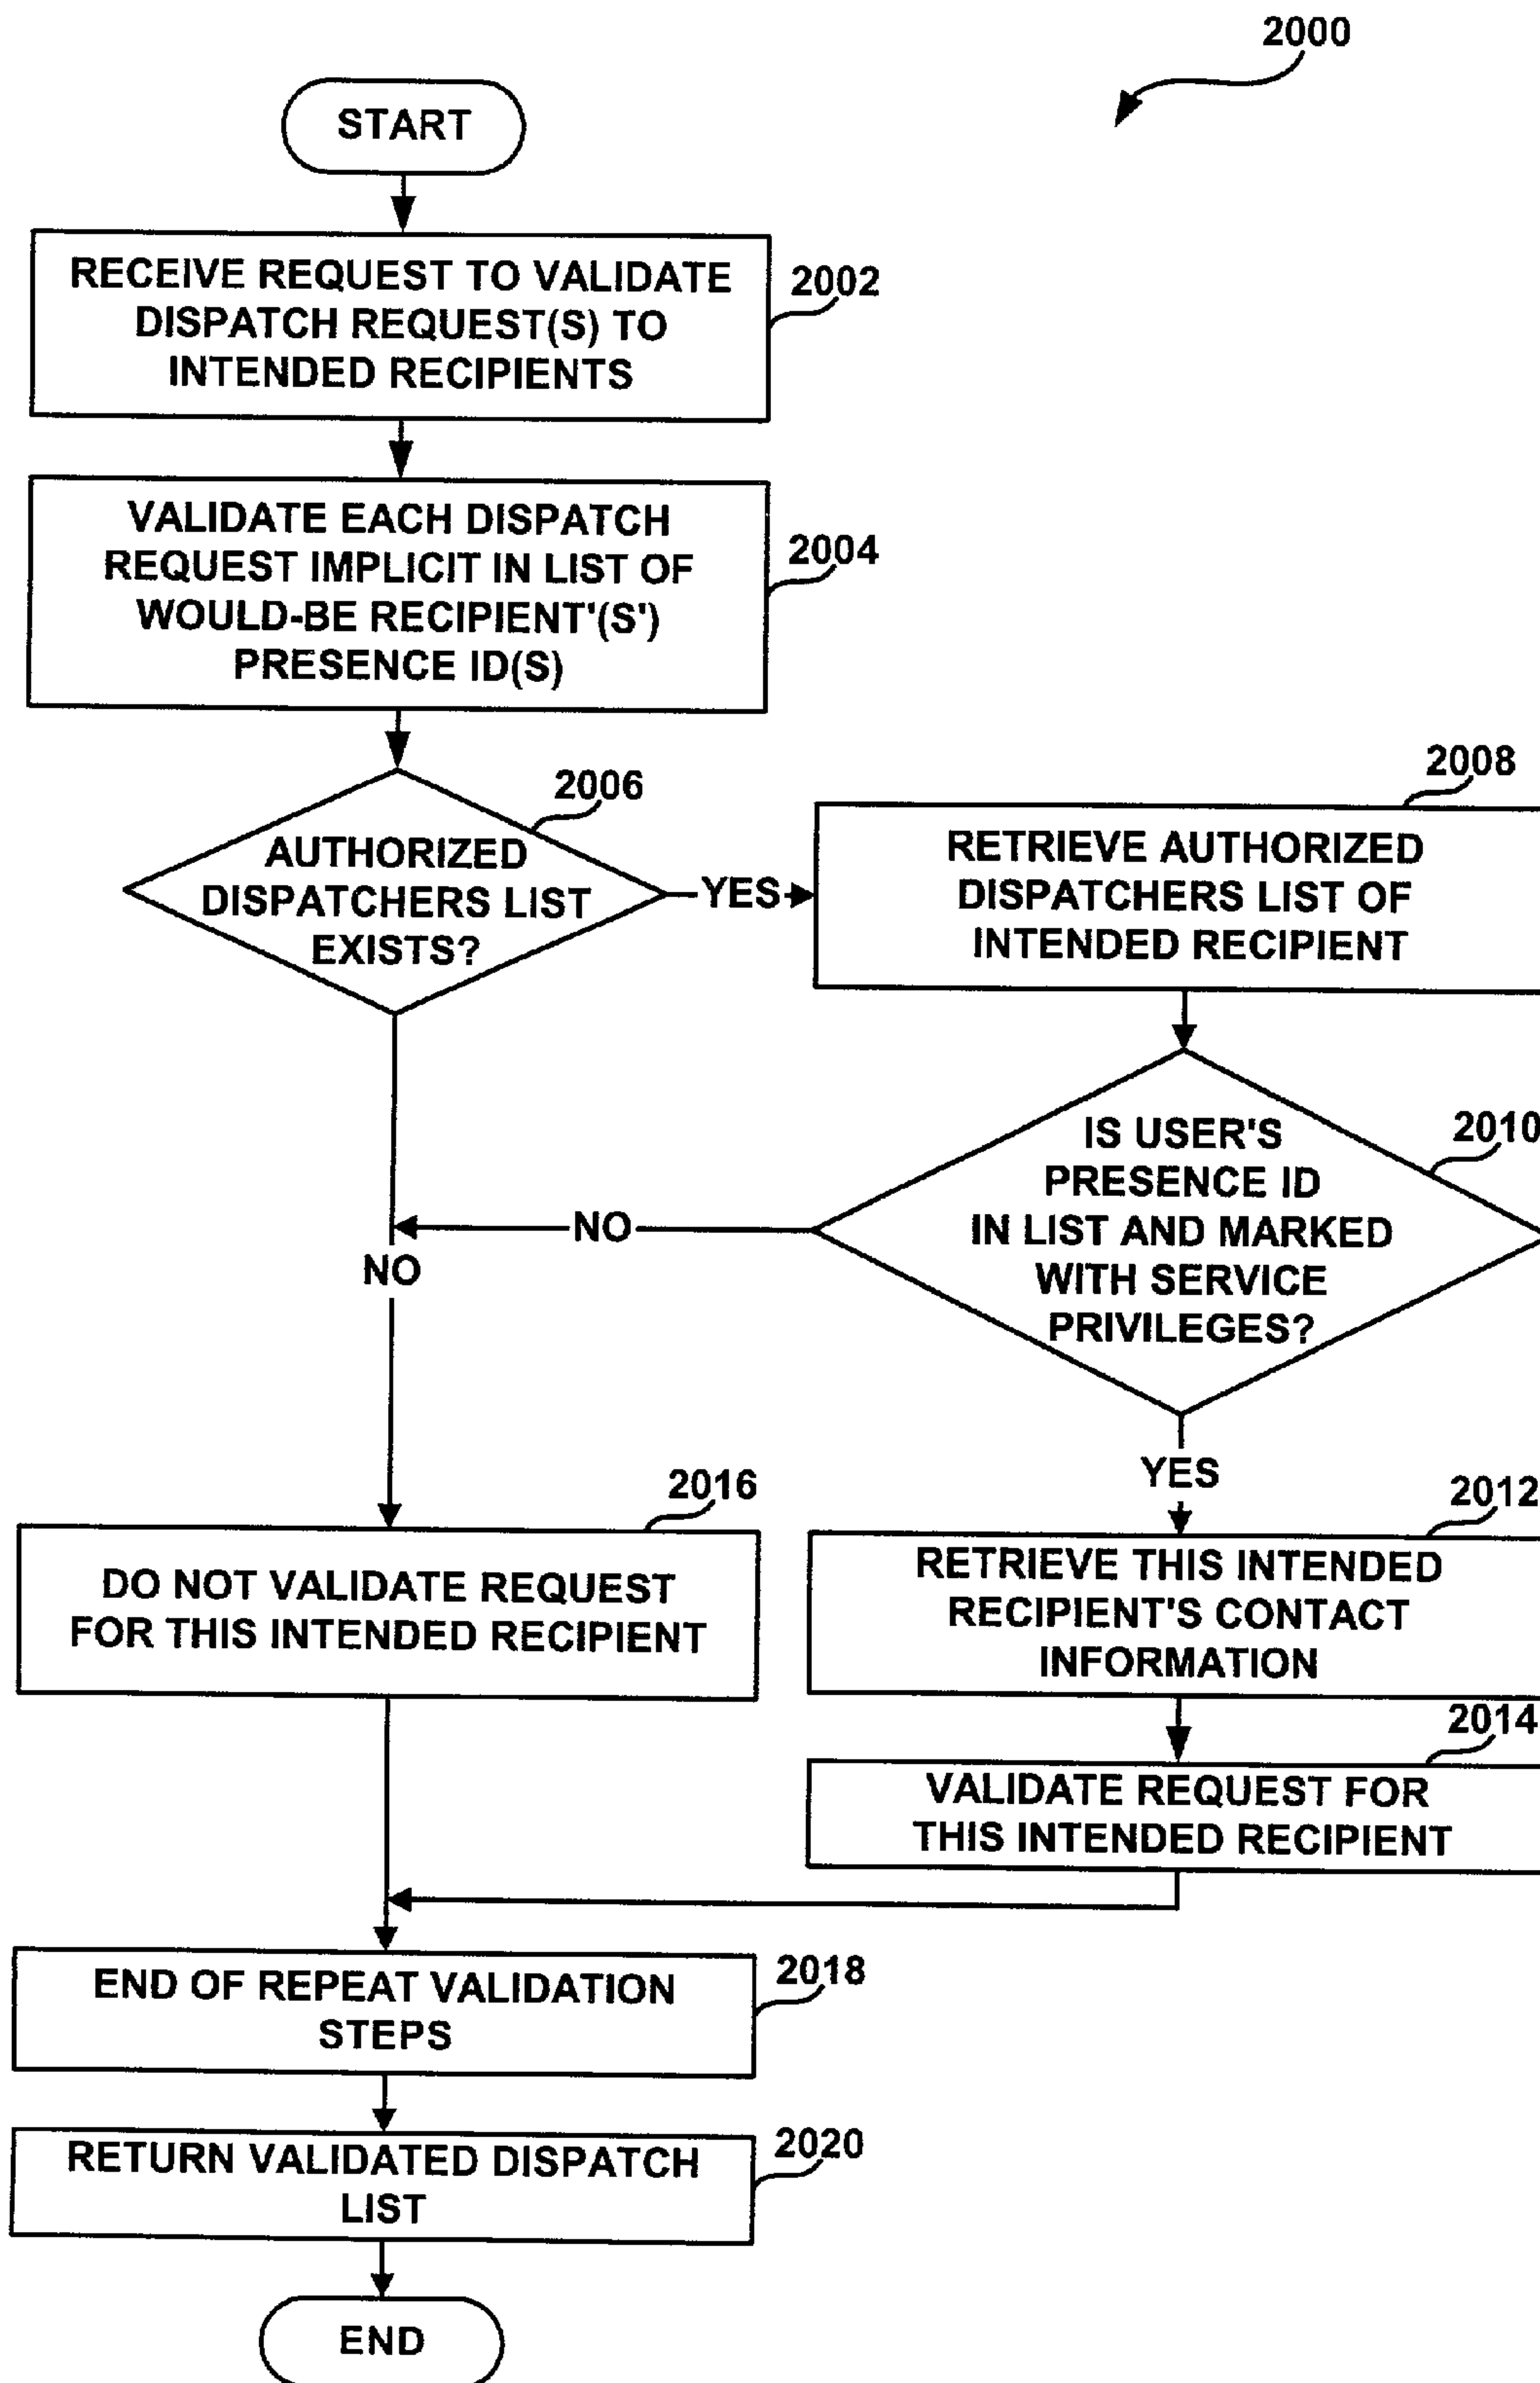 2000
START
RECEIVE REQUEST TO VALIDATE
DISPATCH REQUEST(S) TO
INTENDED RECIPIENTS
2002
VALIDATE EACH DISPATCH
REQUEST IMPLICIT IN LIST OF
WOULD-BE RECIPIENT'(S')
PRESENCE ID(S)
2004
2006
AUTHORIZED
DISPATCHERS LIST
EXISTS?
YES
2008
RETRIEVE AUTHORIZED
DISPATCHERS LIST OF
INTENDED RECIPIENT
2010
IS USER'S
PRESENCE ID
IN LIST AND MARKED
WITH SERVICE
PRIVILEGES?
NO
NO
YES
2016
DO NOT VALIDATE REQUEST
FOR THIS INTENDED RECIPIENT
2012
RETRIEVE THIS INTENDED
RECIPIENT'S CONTACT
INFORMATION
2014
VALIDATE REQUEST FOR
THIS INTENDED RECIPIENT
END OF REPEAT VALIDATION
STEPS
2018
RETURN VALIDATED DISPATCH
LIST
2020
END